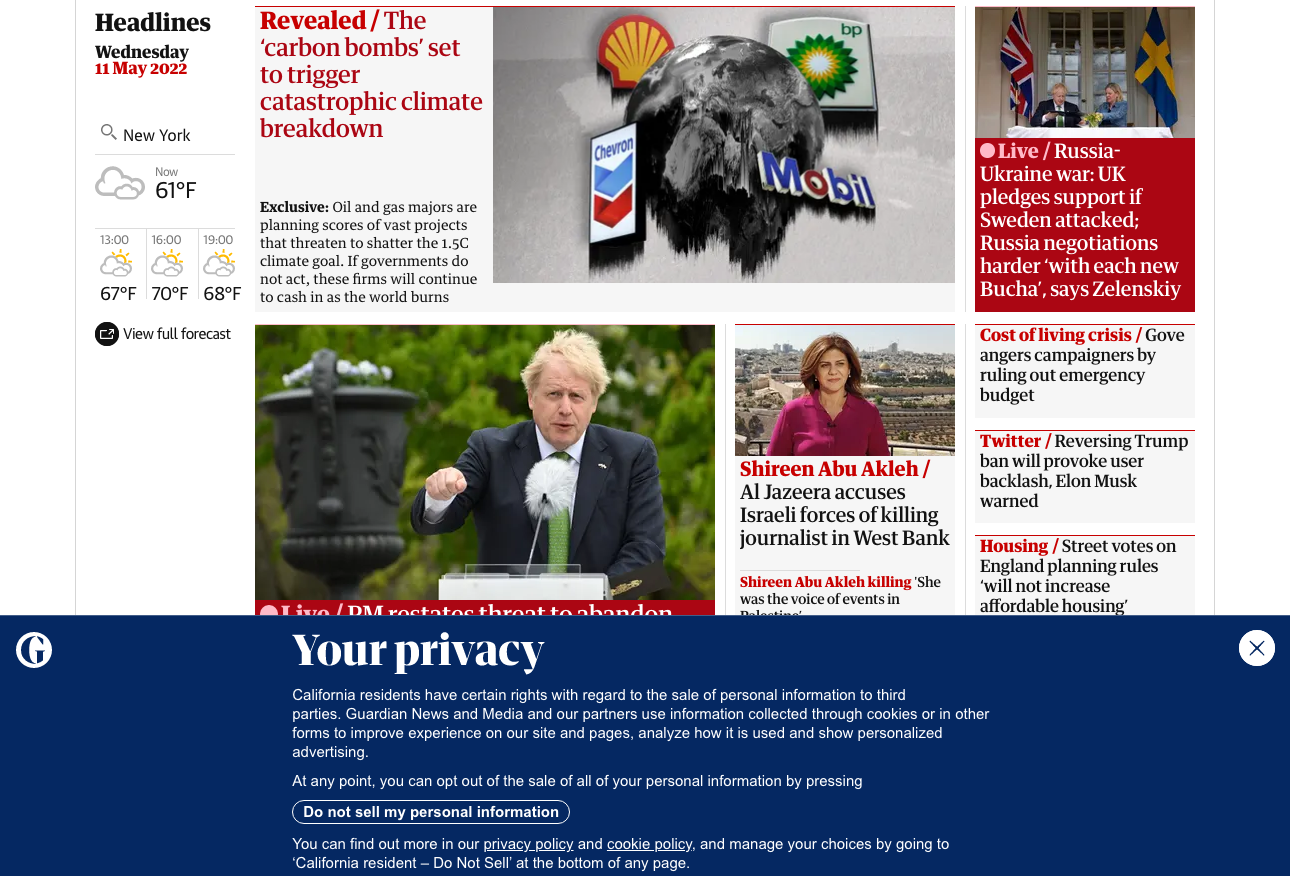 Headlines
Wednesday
11 May 2022
New York
Now
61°F
13:00
67°F
16:00
70°F
19:00
68°F
View full forecast
Revealed / The
‘carbon bombs’ set
to trigger
catastrophic climate
breakdown
Exclusive: Oil and gas majors are
planning scores of vast projects
that threaten to shatter the 1.5C
climate goal. If governments do
not act, these firms will continue
to cash in as the world burns
bp
Chevron
Mobil
Live / Russia-
Ukraine war: UK
pledges support if
Sweden attacked;
Russia negotiations
harder ‘with each new
Bucha’, says Zelenskiy
Live / PM restates threat to abandon
Shireen Abu Akleh /
Al Jazeera accuses
Israeli forces of killing
journalist in West Bank
Shireen Abu Akleh killing 'She
was the voice of events in
Palestine'
Cost of living crisis / Gove
angers campaigners by
ruling out emergency
budget
Twitter / Reversing Trump
ban will provoke user
backlash, Elon Musk
warned
Housing / Street votes on
England planning rules
‘will not increase
affordable housing’
G
Your privacy
California residents have certain rights with regard to the sale of personal information to third
parties. Guardian News and Media and our partners use information collected through cookies or in other
forms to improve experience on our site and pages, analyze how it is used and show personalized
advertising.
At any point, you can opt out of the sale of all of your personal information by pressing
Do not sell my personal information
You can find out more in our privacy policy and cookie policy, and manage your choices by going to
‘California resident – Do Not Sell’ at the bottom of any page.